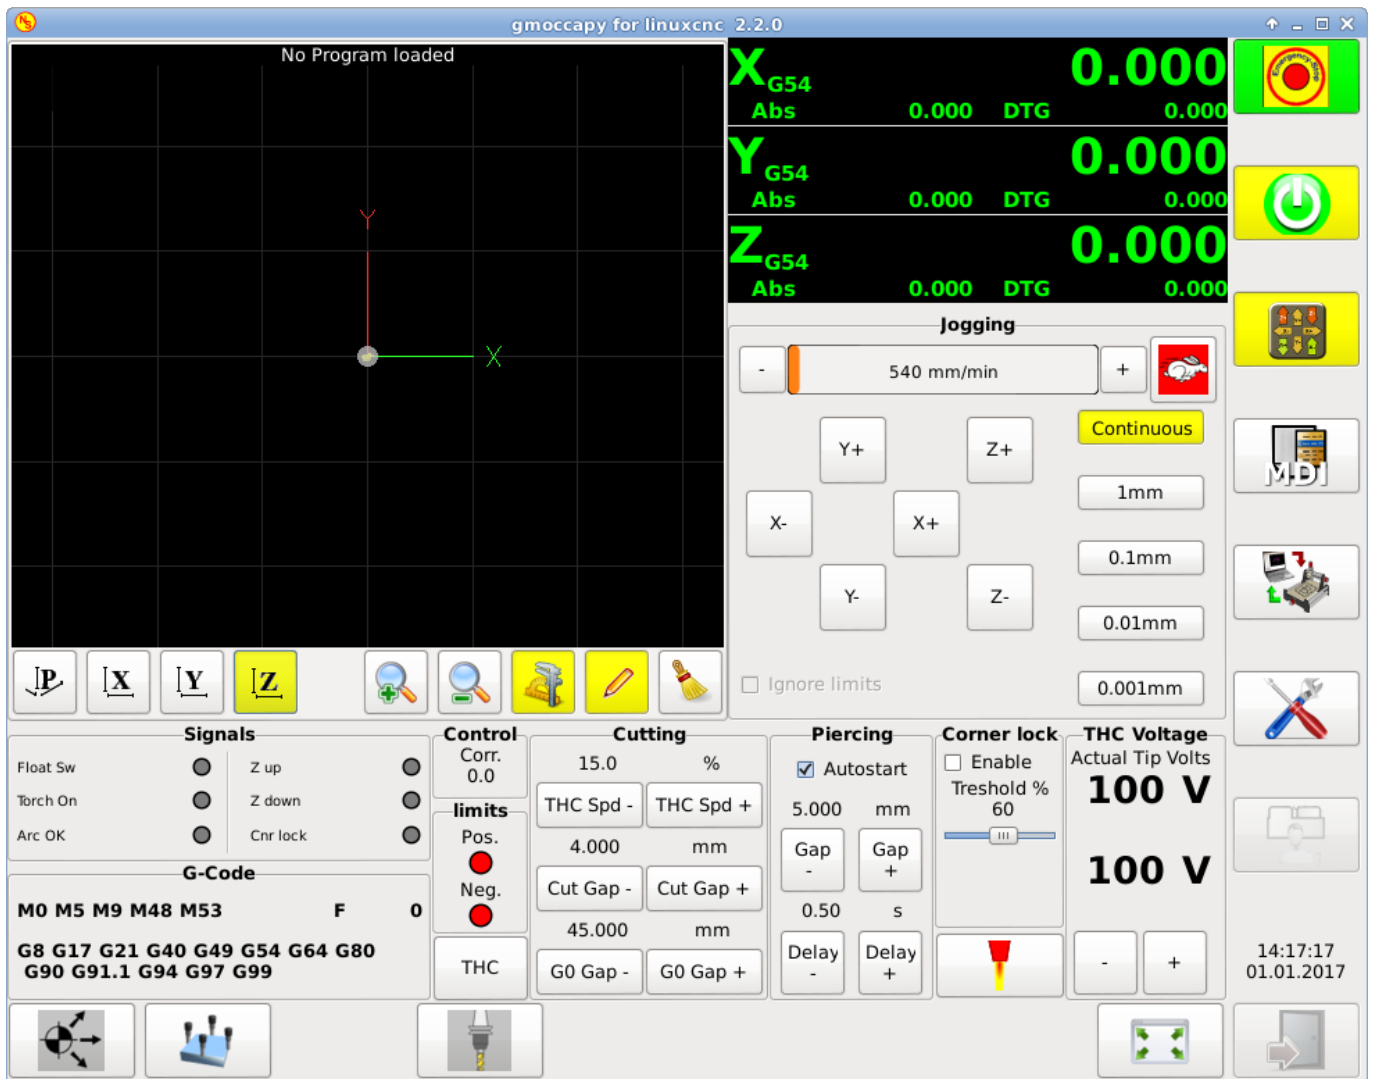 gmoccapy for linuxcnc 2.2.0
No Program loaded
Y
X
X G54 0.000
Abs 0.000 DTG 0.000
Y G54 0.000
Abs 0.000 DTG 0.000
Z G54 0.000
Abs 0.000 DTG 0.000
Emergency-Stop
Jogging
- 540 mm/min +
Y+ Z+
X- X+
Y- Z-
Continuous
1mm
0.1mm
0.01mm
0.001mm
Ignore limits
MDI
P X Y Z
Signals
Float Sw Z up
Torch On Z down
Arc OK Cnr lock
G-Code
M0 M5 M9 M48 M53 F 0
G8 G17 G21 G40 G49 G54 G64 G80
G90 G91.1 G94 G97 G99
Control
Corr.
0.0
limits
Pos.
Neg.
THC
Cutting
15.0 %
THC Spd - THC Spd +
4.000 mm
Cut Gap - Cut Gap +
45.000 mm
G0 Gap - G0 Gap +
Piercing
Autostart
5.000 mm
Gap - Gap +
0.50 s
Delay - Delay +
Corner lock
Enable
Treshold %
60
THC Voltage
Actual Tip Volts
100 V
100 V
- +
14:17:17
01.01.2017